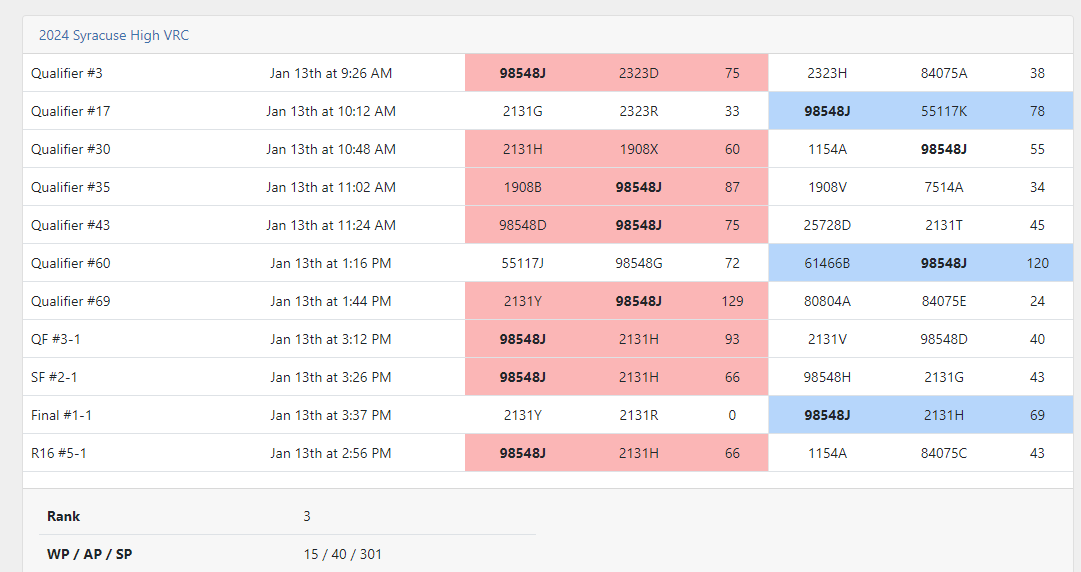 2024 Syracuse High VRC
Qualifier #3 Jan 13th at 9:26 AM 98548J 2323D 75 2323H 84075A 38
Qualifier #17 Jan 13th at 10:12 AM 2131G 2323R 33 98548J 55117K 78
Qualifier #30 Jan 13th at 10:48 AM 2131H 1908X 60 1154A 98548J 55
Qualifier #35 Jan 13th at 11:02 AM 1908B 98548J 87 1908V 7514A 34
Qualifier #43 Jan 13th at 11:24 AM 98548D 98548J 75 25728D 2131T 45
Qualifier #60 Jan 13th at 1:16 PM 55117J 98548G 72 61466B 98548J 120
Qualifier #69 Jan 13th at 1:44 PM 2131Y 98548J 129 80804A 84075E 24
QF #3-1 Jan 13th at 3:12 PM 98548J 2131H 93 2131V 98548D 40
SF #2-1 Jan 13th at 3:26 PM 98548J 2131H 66 98548H 2131G 43
Final #1-1 Jan 13th at 3:37 PM 2131Y 2131R 0 98548J 2131H 69
R16 #5-1 Jan 13th at 2:56 PM 98548J 2131H 66 1154A 84075C 43
Rank 3
WP / AP / SP 15 / 40 / 301